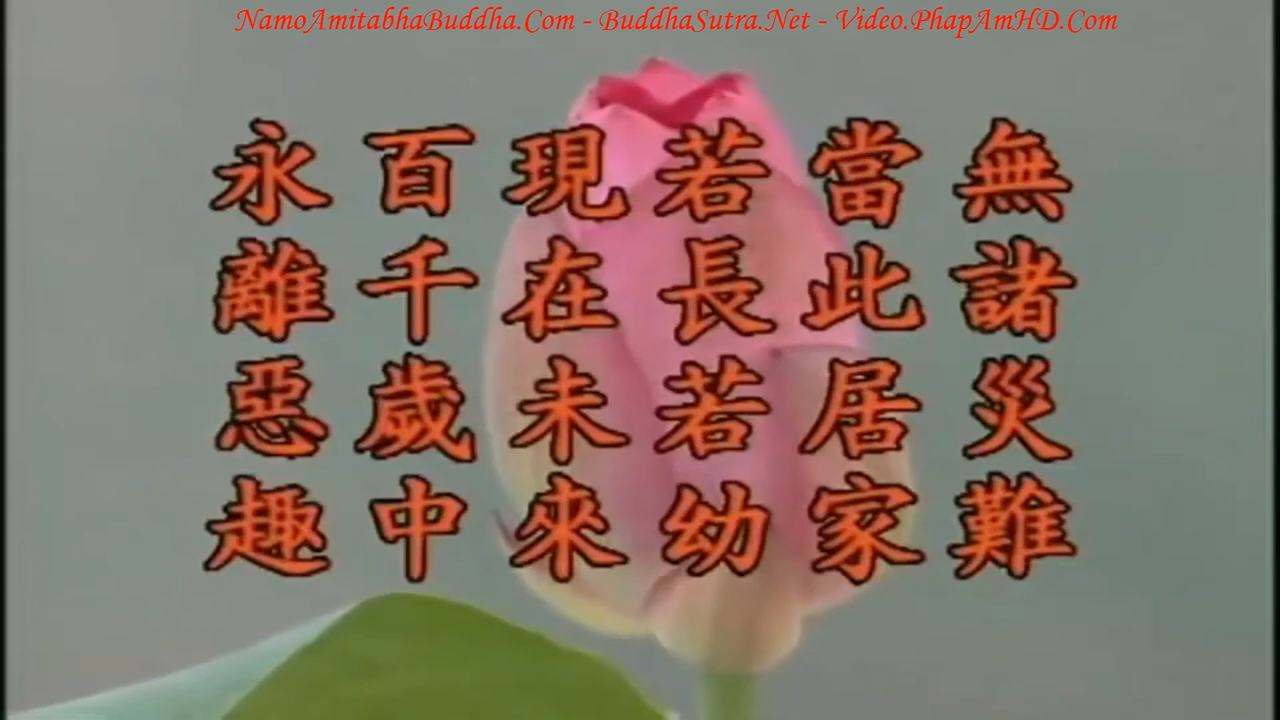 NamoAmitabhaBuddha.Com - BuddhaSutra.Net - Video.PhapAmHD.Com
無諸災難
當此居家
若長若幼
現在未來
百千歲中
永離惡趣